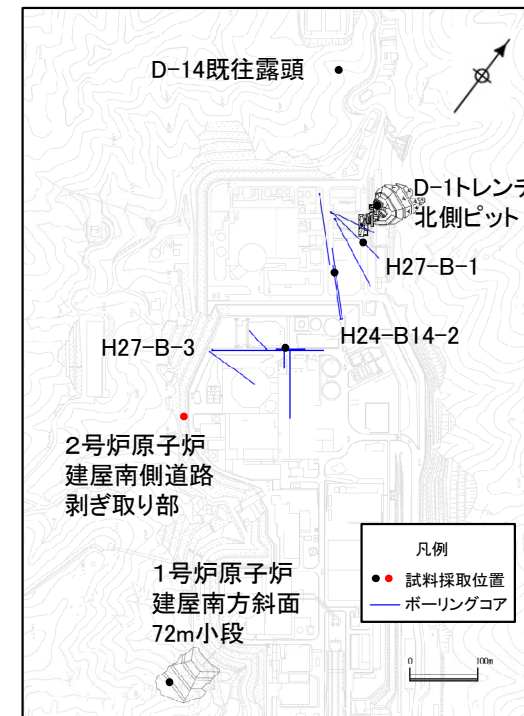 D-14既往露頭
D-1トレンチ
北側ピット
H27-B-1
H24-B14-2
H27-B-3
2号炉原子炉
建屋南側道路
剥ぎ取り部
1号炉原子炉
建屋南方斜面
72m小段
凡例
試料採取位置
ボーリングコア
0 100m